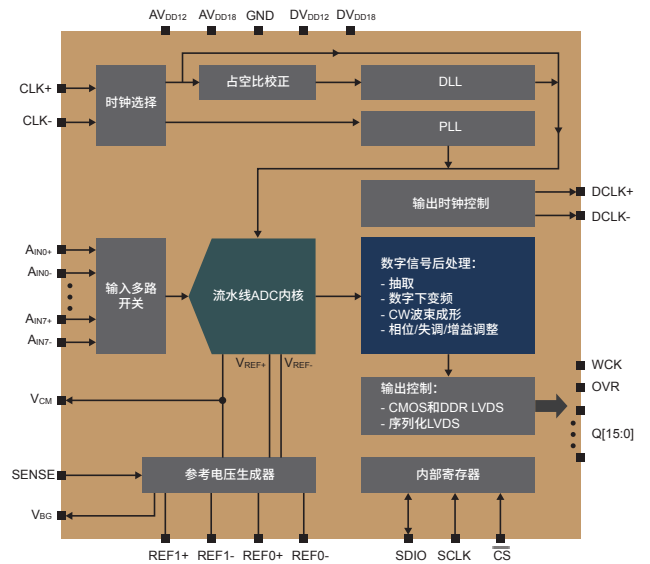 AVDD12 AVDD18 GND DVDD12 DVDD18
CLK+
CLK-
时钟选择
占空比校正
DLL
PLL
输出时钟控制
DCLK+
DCLK-
AIN0+
AIN0-
AIN7+
AIN7-
输入多路
开关
流水线ADC内核
数字信号后处理：
- 抽取
- 数字下变频
- CW波束成形
- 相位/失调/增益调整
VREF+ VREF-
VCM
输出控制：
- CMOS和DDR LVDS
- 序列化LVDS
WCK
OVR
Q[15:0]
SENSE
参考电压生成器
内部寄存器
VBG
REF1+ REF1- REF0+ REF0- SDIO SCLK CS